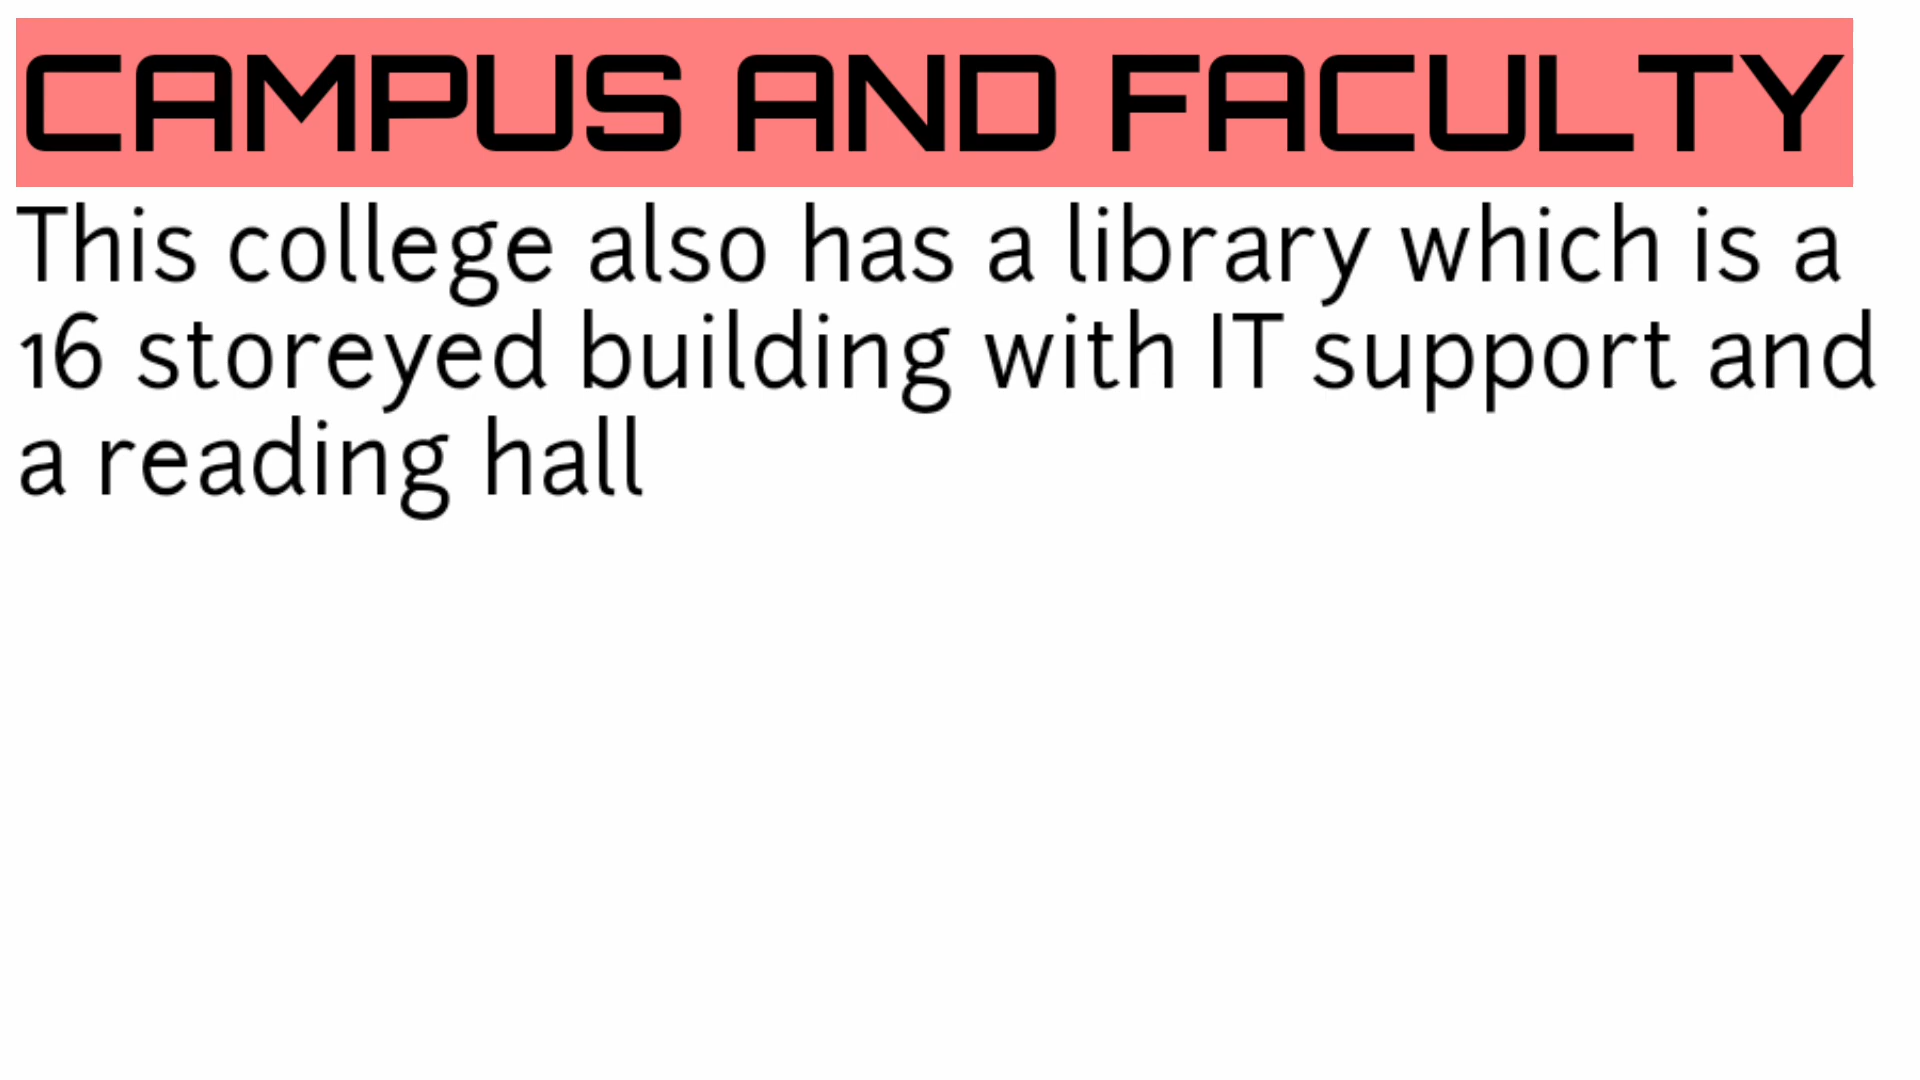 CAMPUS AND FACULTY
This college also has a library which is a
16 storeyed building with IT support and
a reading hall